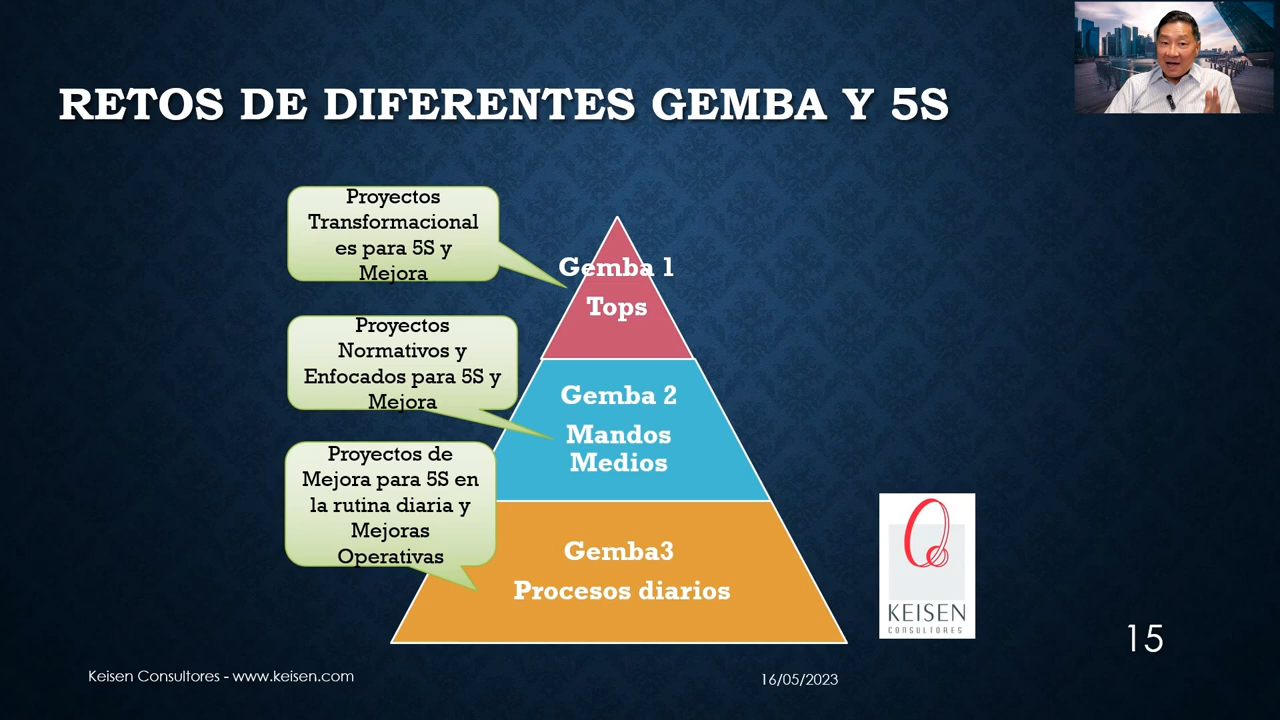 RETOS DE DIFERENTES GEMBA Y 5S
Proyectos
Transformacional
es para 5S y
Mejora
Gemba 1
Tops
Proyectos
Normativos y
Enfocados para 5S y
Mejora
Gemba 2
Mandos
Medios
Proyectos de
Mejora para 5S en
la rutina diaria y
Mejoras
Operativas
Gemba3
Procesos diarios
KEISEN
CONSULTORES
15
Keisen Consultores - www.keisen.com
16/05/2023